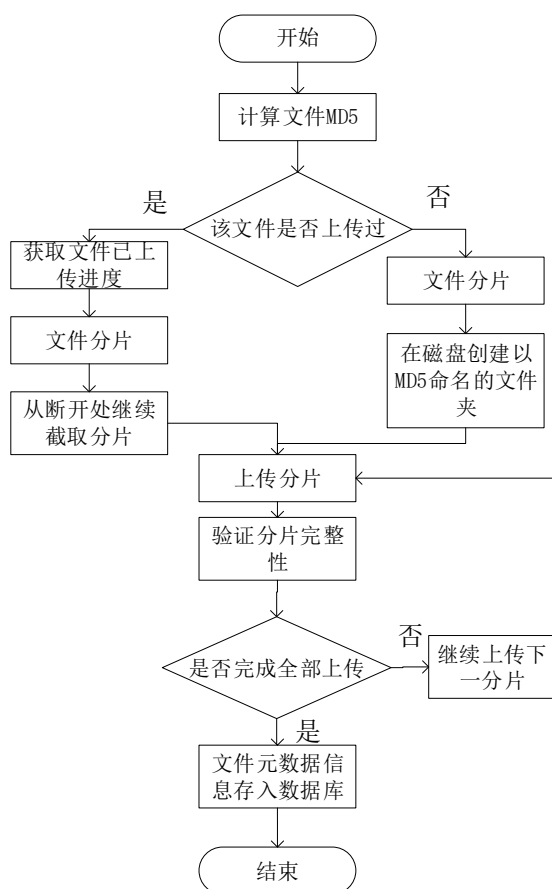 开始
计算文件MD5
是
否
该文件是否上传过
获取文件已上
传进度
文件分片
文件分片
在磁盘创建以
MD5命名的文件
夹
从断开处继续
截取分片
上传分片
验证分片完整
性
否
是否完成全部上传
继续上传下
一分片
是
文件元数据信
息存入数据库
结束